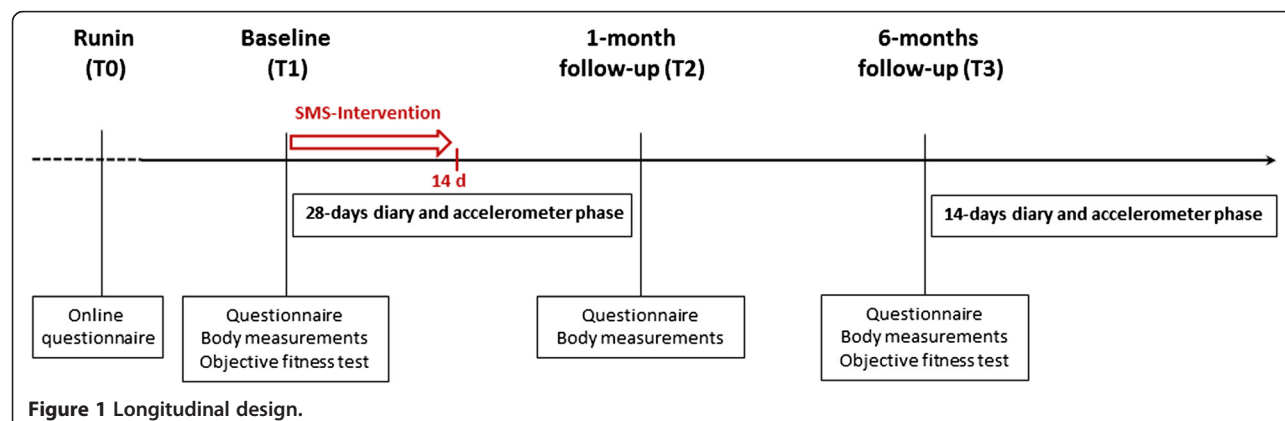 Runin
(T0)
Baseline
(T1)
1-month
follow-up (T2)
6-months
follow-up (T3)
SMS-Intervention
14 d
28-days diary and accelerometer phase
14-days diary and accelerometer phase
Online
questionnaire
Questionnaire
Body measurements
Objective fitness test
Questionnaire
Body measurements
Questionnaire
Body measurements
Objective fitness test
Figure 1 Longitudinal design.